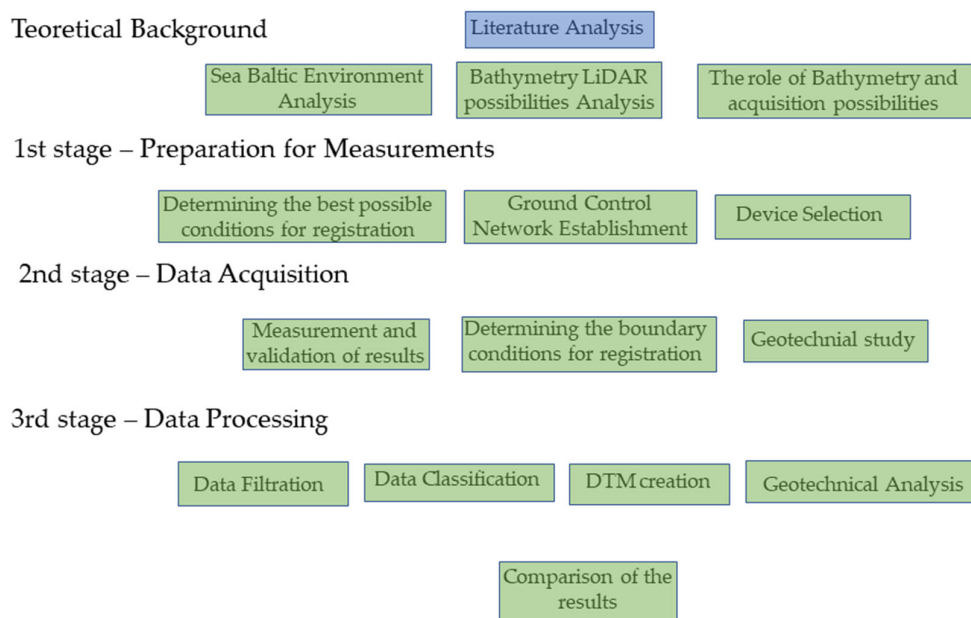 Teoretical Background
Literature Analysis
Sea Baltic Environment
Analysis
Bathymetry LiDAR
possibilities Analysis
The role of Bathymetry and
acquisition possibilities
1st stage – Preparation for Measurements
Determining the best possible
conditions for registration
Ground Control
Network Establishment
Device Selection
2nd stage – Data Acquisition
Measurement and
validation of results
Determining the boundary
conditions for registration
Geotechnial study
3rd stage – Data Processing
Data Filtration
Data Classification
DTM creation
Geotechnical Analysis
Comparison of the
results